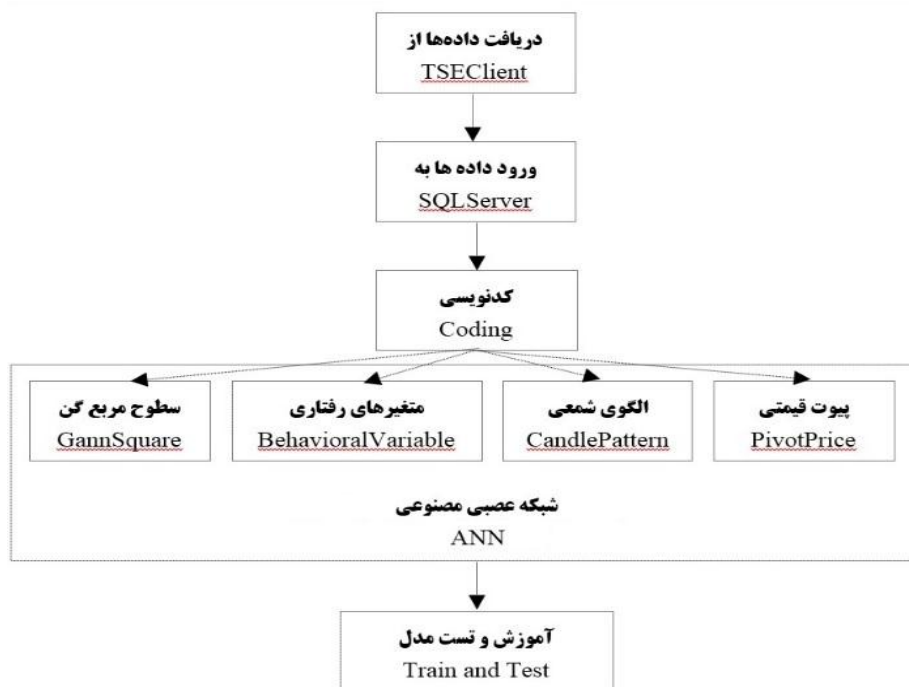 دریافت داده‌ها از
TSEClient
ورود داده ها به
SQLServer
کدنویسی
Coding
سطوح مربع گن
GannSquare
متغیرهای رفتاری
BehavioralVariable
الگوی شمعی
CandlePattern
پیوت قیمتی
PivotPrice
شبکه عصبی مصنوعی
ANN
آموزش و تست مدل
Train and Test